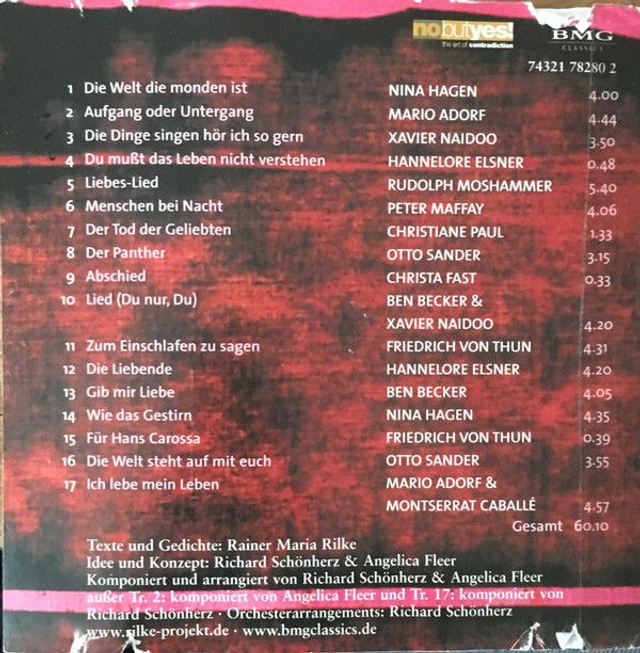 nobutyes!
the art of contradiction
BMG
CLASSICS
74321 78280 2
1 Die Welt die monden ist NINA HAGEN 4.00
2 Aufgang oder Untergang MARIO ADORF 4.44
3 Die Dinge singen hör ich so gern XAVIER NAIDOO 3.50
4 Du mußt das Leben nicht verstehen HANNELORE ELSNER 0.48
5 Liebes-Lied RUDOLPH MOSHAMMER 5.40
6 Menschen bei Nacht PETER MAFFAY 4.06
7 Der Tod der Geliebten CHRISTIANE PAUL 1.33
8 Der Panther OTTO SANDER 3.15
9 Abschied CHRISTA FAST 0.33
10 Lied (Du nur, Du) BEN BECKER &
XAVIER NAIDOO 4.20
11 Zum Einschlafen zu sagen FRIEDRICH VON THUN 4.31
12 Die Liebende HANNELORE ELSNER 4.20
13 Gib mir Liebe BEN BECKER 4.05
14 Wie das Gestirn NINA HAGEN 4.35
15 Für Hans Carossa FRIEDRICH VON THUN 0.39
16 Die Welt steht auf mit euch OTTO SANDER 3.55
17 Ich lebe mein Leben MARIO ADORF &
MONTSERRAT CABALLÉ 4.57
Gesamt 60.10
Texte und Gedichte: Rainer Maria Rilke
Idee und Konzept: Richard Schönherz & Angelica Fleer
Komponiert und arrangiert von Richard Schönherz & Angelica Fleer
außer Tr. 2: komponiert von Angelica Fleer und Tr. 17: komponiert von
Richard Schönherz · Orchesterarrangements: Richard Schönherz
www.rilke-projekt.de · www.bmgclassics.de